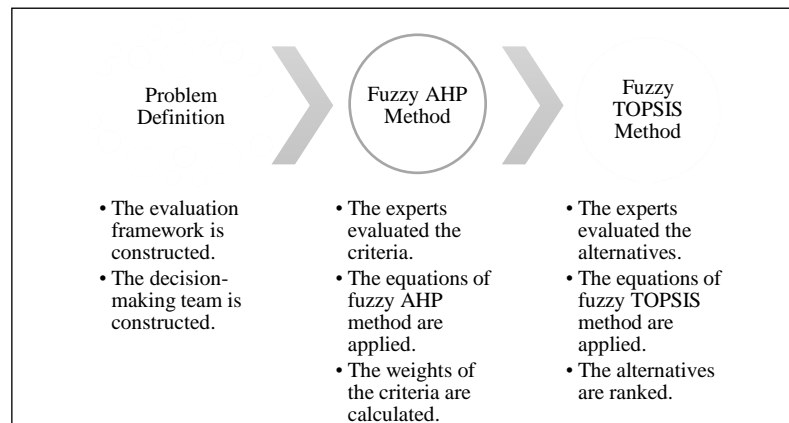 Problem
Definition
Fuzzy AHP
Method
Fuzzy
TOPSIS
Method
• The evaluation
framework is
constructed.
• The decision-
making team is
constructed.
• The experts
evaluated the
criteria.
• The equations of
fuzzy AHP
method are
applied.
• The weights of
the criteria are
calculated.
• The experts
evaluated the
alternatives.
• The equations of
fuzzy TOPSIS
method are
applied.
• The alternatives
are ranked.